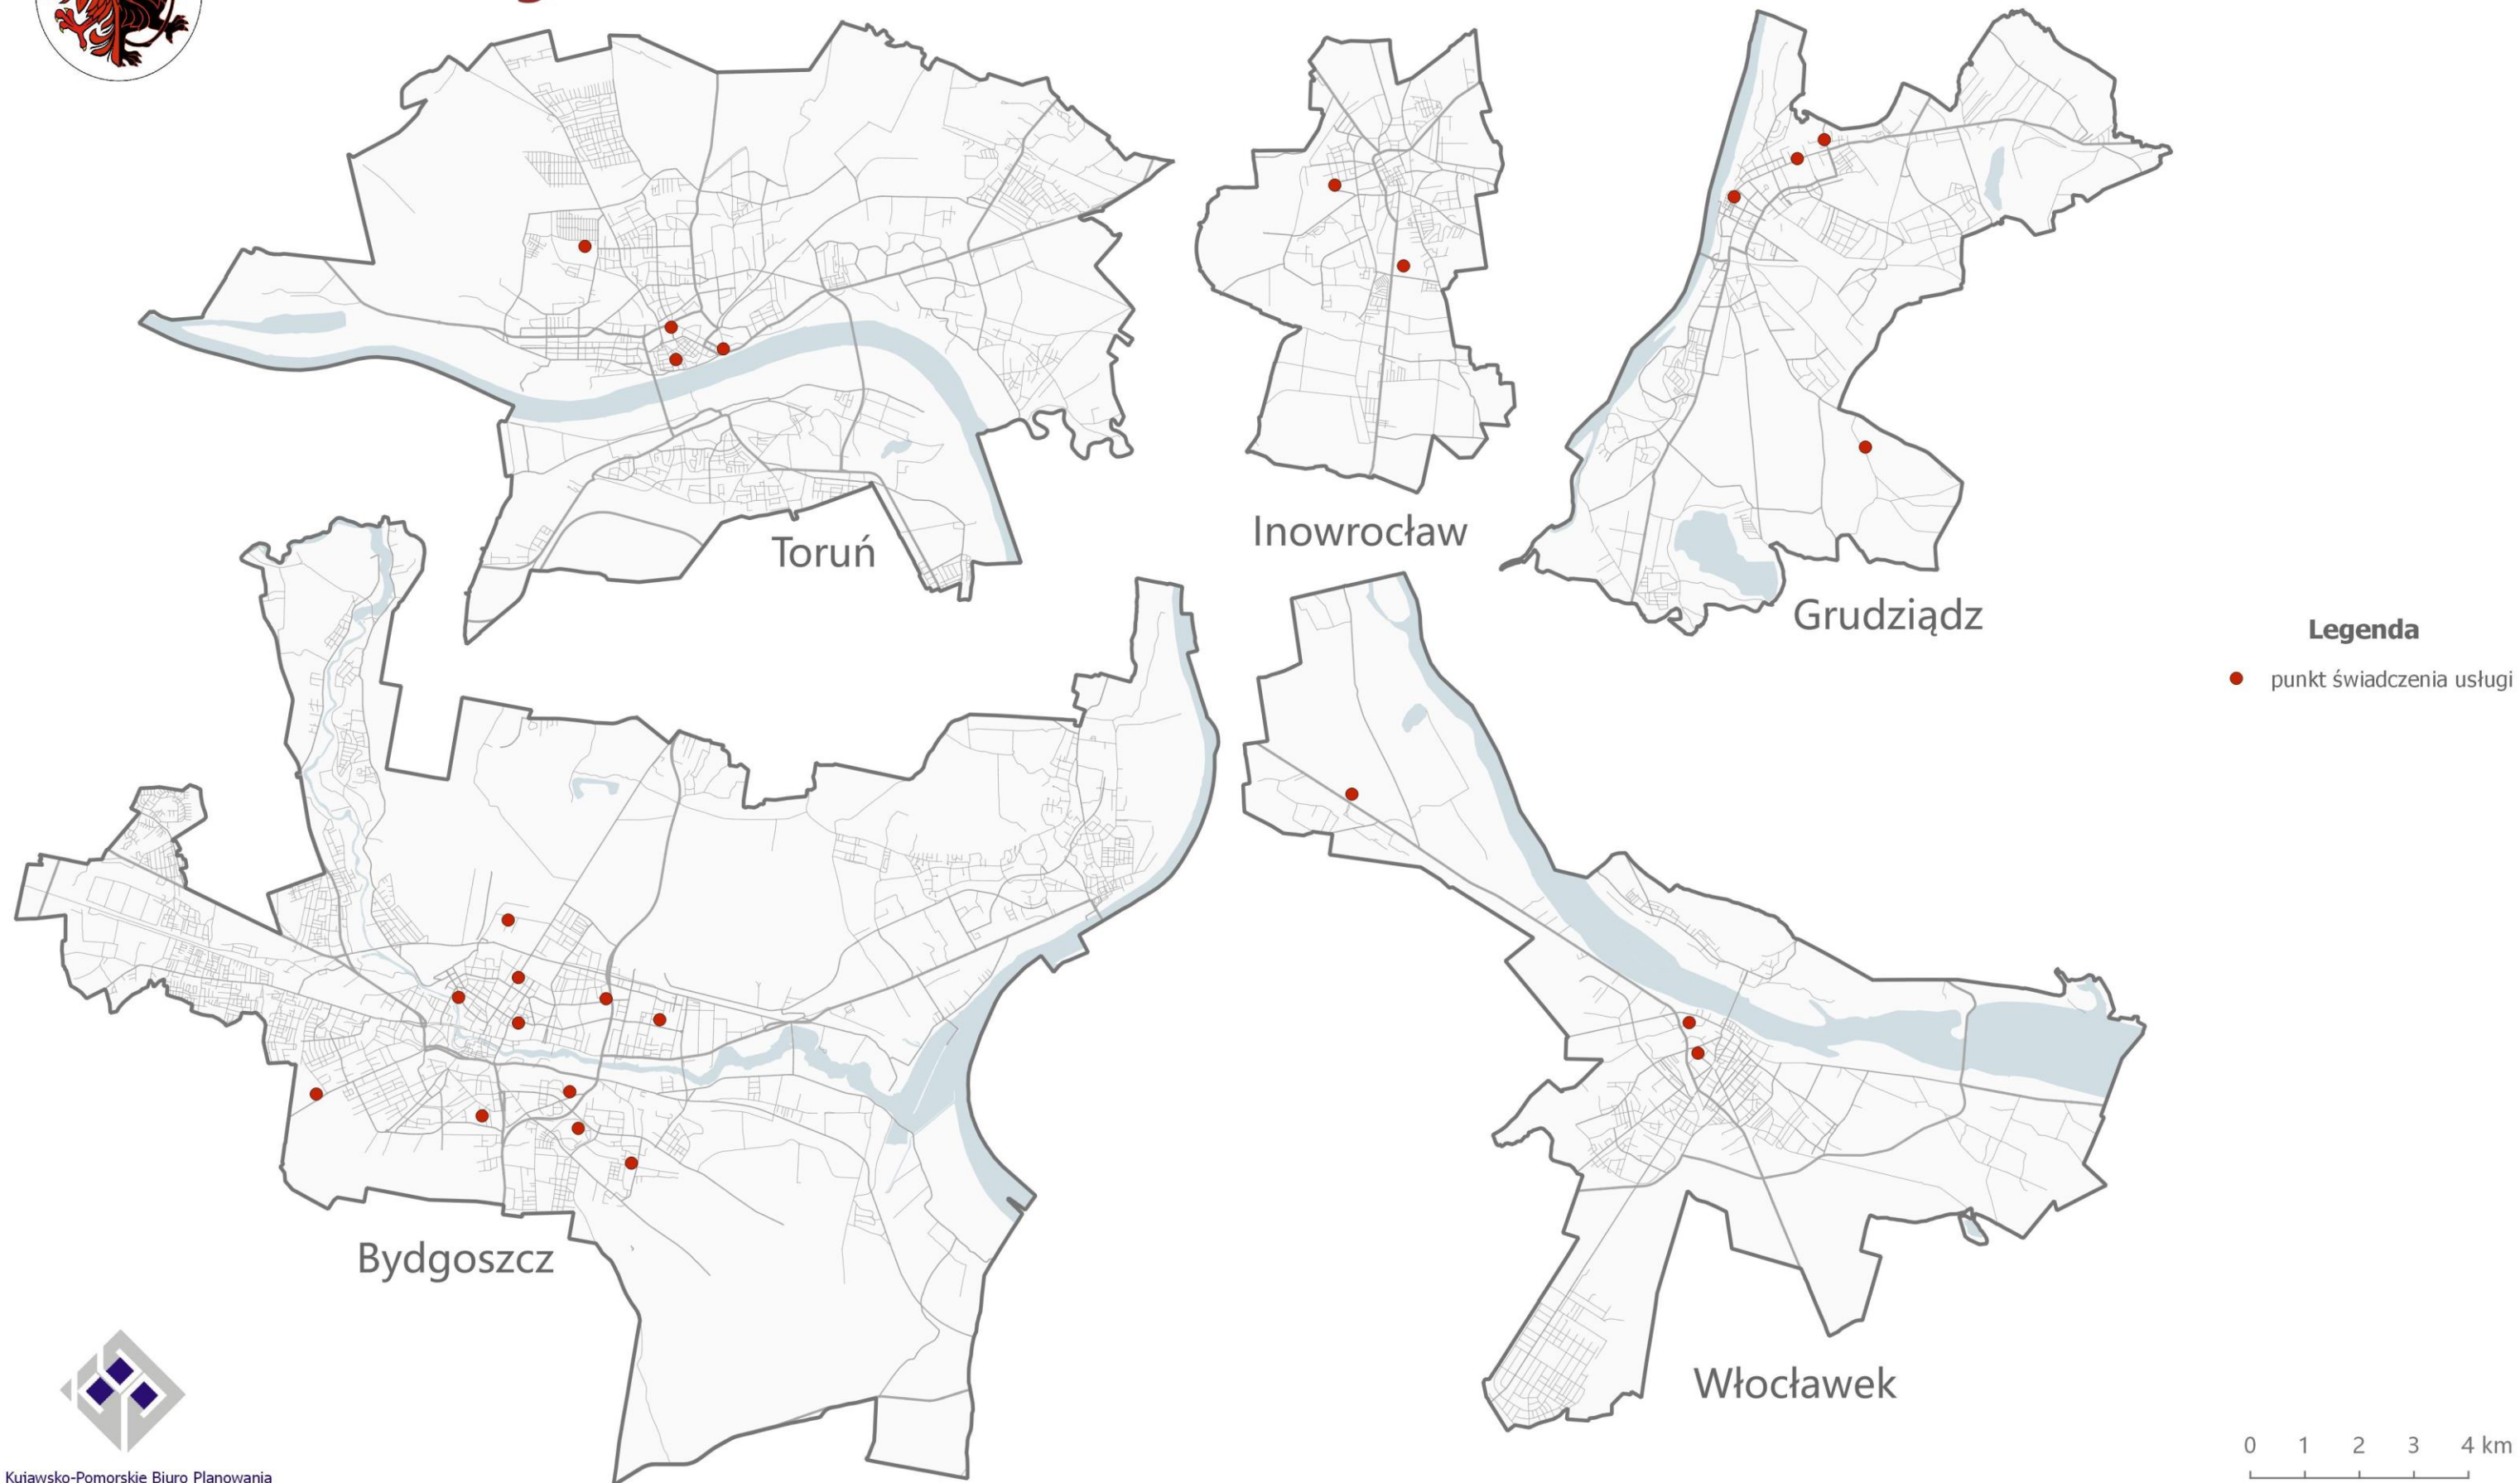 Toruń
Inowrocław
Grudziądz
Legenda
punkt świadczenia usługi
Bydgoszcz
Włocławek
0 1 2 3 4 km
Kujawsko-Pomorskie Biuro Planowania